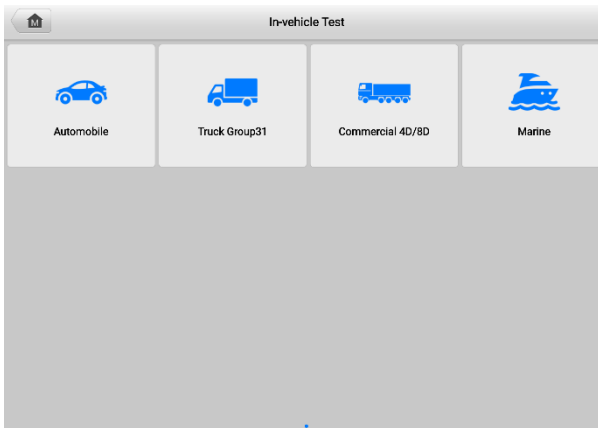 M
In-vehicle Test
Automobile
Truck Group31
Commercial 4D/8D
Marine